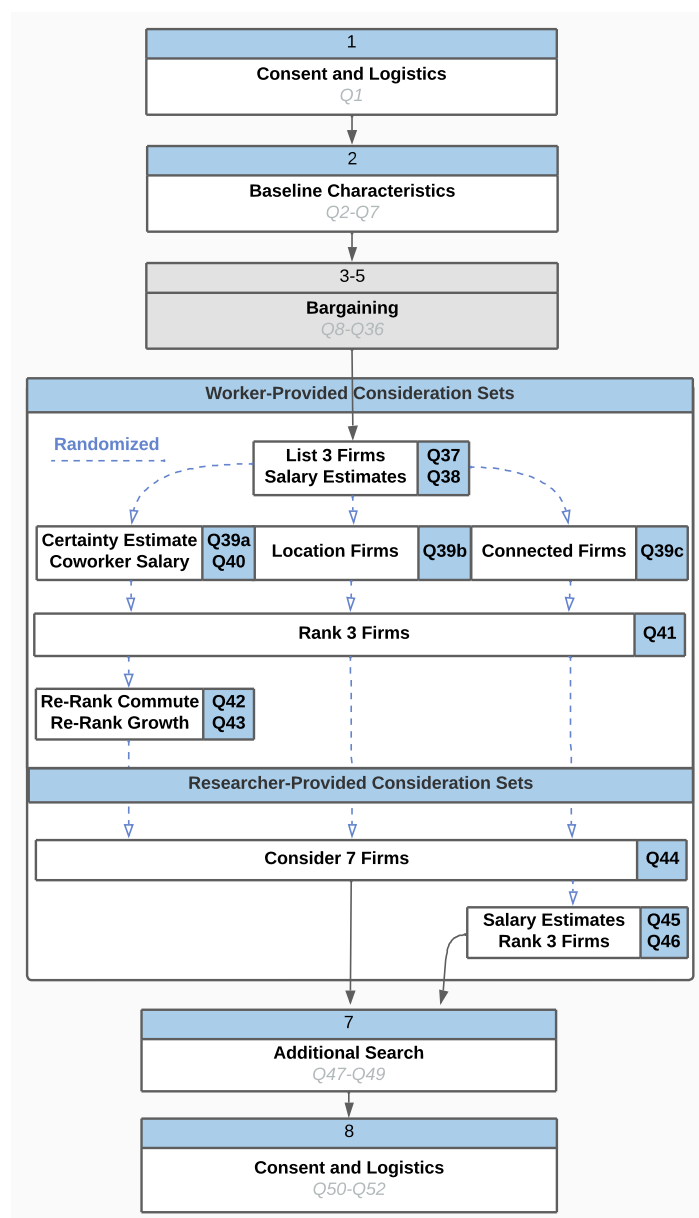 1
Consent and Logistics
Q1
2
Baseline Characteristics
Q2-Q7
3-5
Bargaining
Q8-Q36
Worker-Provided Consideration Sets
Randomized
List 3 Firms Q37
Salary Estimates Q38
Certainty Estimate Q39a
Coworker Salary Q40
Location Firms Q39b
Connected Firms Q39c
Rank 3 Firms Q41
Re-Rank Commute Q42
Re-Rank Growth Q43
Researcher-Provided Consideration Sets
Consider 7 Firms Q44
Salary Estimates Q45
Rank 3 Firms Q46
7
Additional Search
Q47-Q49
8
Consent and Logistics
Q50-Q52